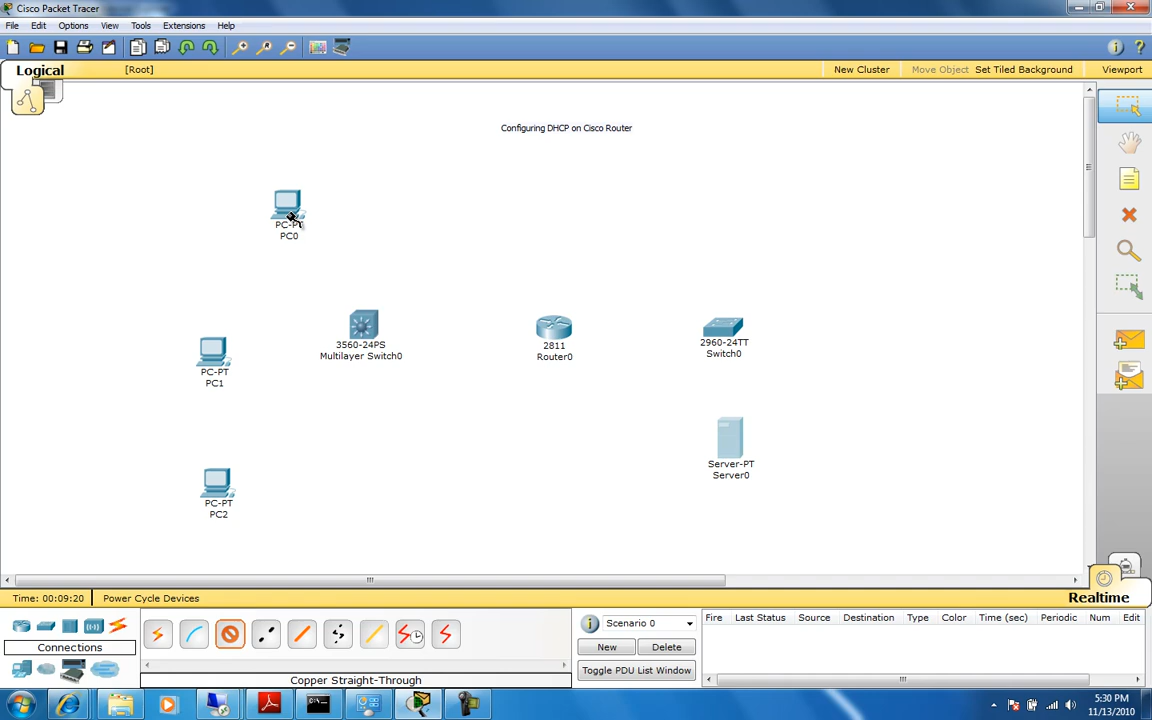 Cisco Packet Tracer
File Edit Options View Tools Extensions Help
Logical [Root] New Cluster Move Object Set Tiled Background Viewport
Configuring DHCP on Cisco Router
PC-PT
PC0
3560-24PS
Multilayer Switch0
2811
Router0
2960-24TT
Switch0
PC-PT
PC1
Server-PT
Server0
PC-PT
PC2
Time: 00:09:20 Power Cycle Devices Realtime
Connections
Copper Straight-Through
Scenario 0
New Delete
Toggle PDU List Window
Fire Last Status Source Destination Type Color Time (sec) Periodic Num Edit
5:30 PM
11/13/2010